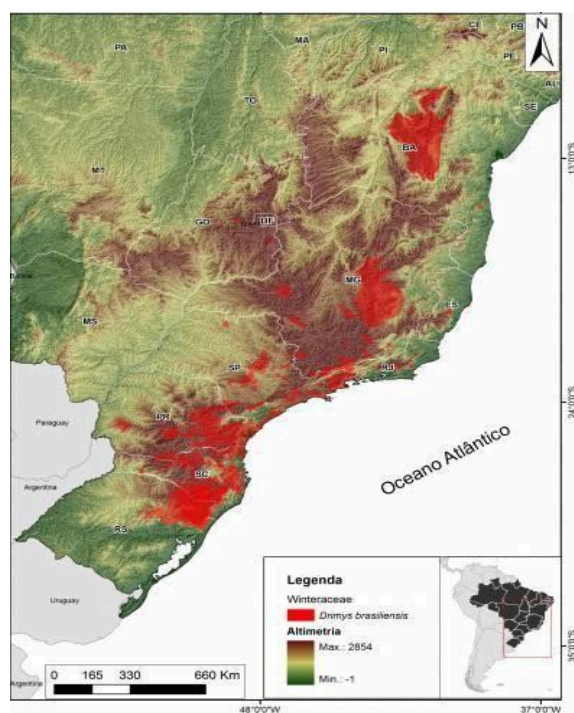 N
CE
PB
MA
PI
PA
PE
AL
TO
SE
BA
13°0'0"S
MT
GO
DF
MG
ES
MS
SP
RJ
24°0'0"S
PR
Paraguay
Oceano Atlântico
Argentina
SC
RS
Legenda
Winteraceae
Drimys brasiliensis
Altimetria
Uruguay
Max.: 2854
Min.: -1
0 165 330 660 Km
35°0'0"S
Argentina
48°0'0"W
37°0'0"W